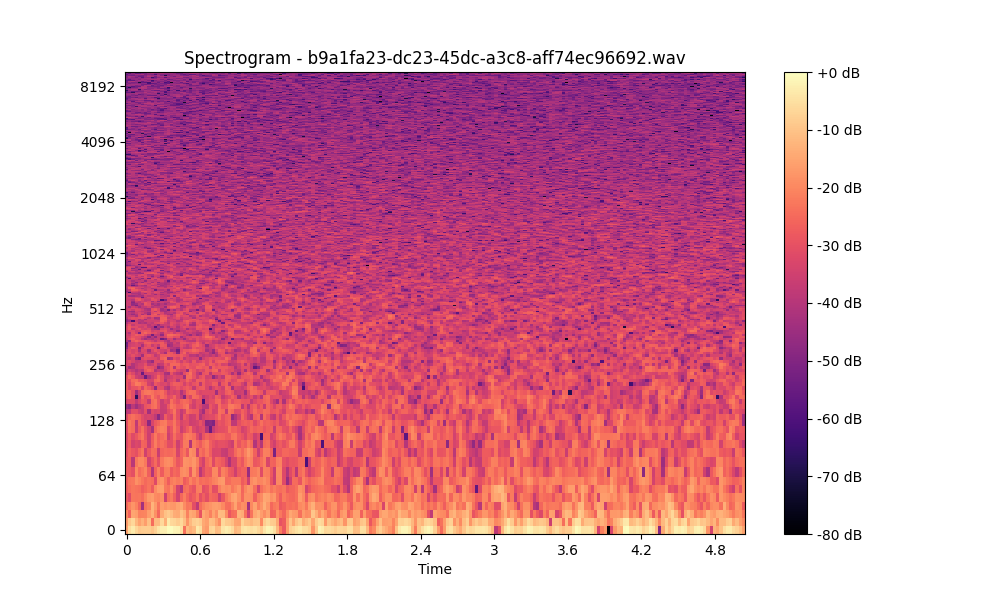 Spectrogram - b9a1fa23-dc23-45dc-a3c8-aff74ec96692.wav
Hz
8192
4096
2048
1024
512
256
128
64
0
0 0.6 1.2 1.8 2.4 3 3.6 4.2 4.8
Time
+0 dB
-10 dB
-20 dB
-30 dB
-40 dB
-50 dB
-60 dB
-70 dB
-80 dB